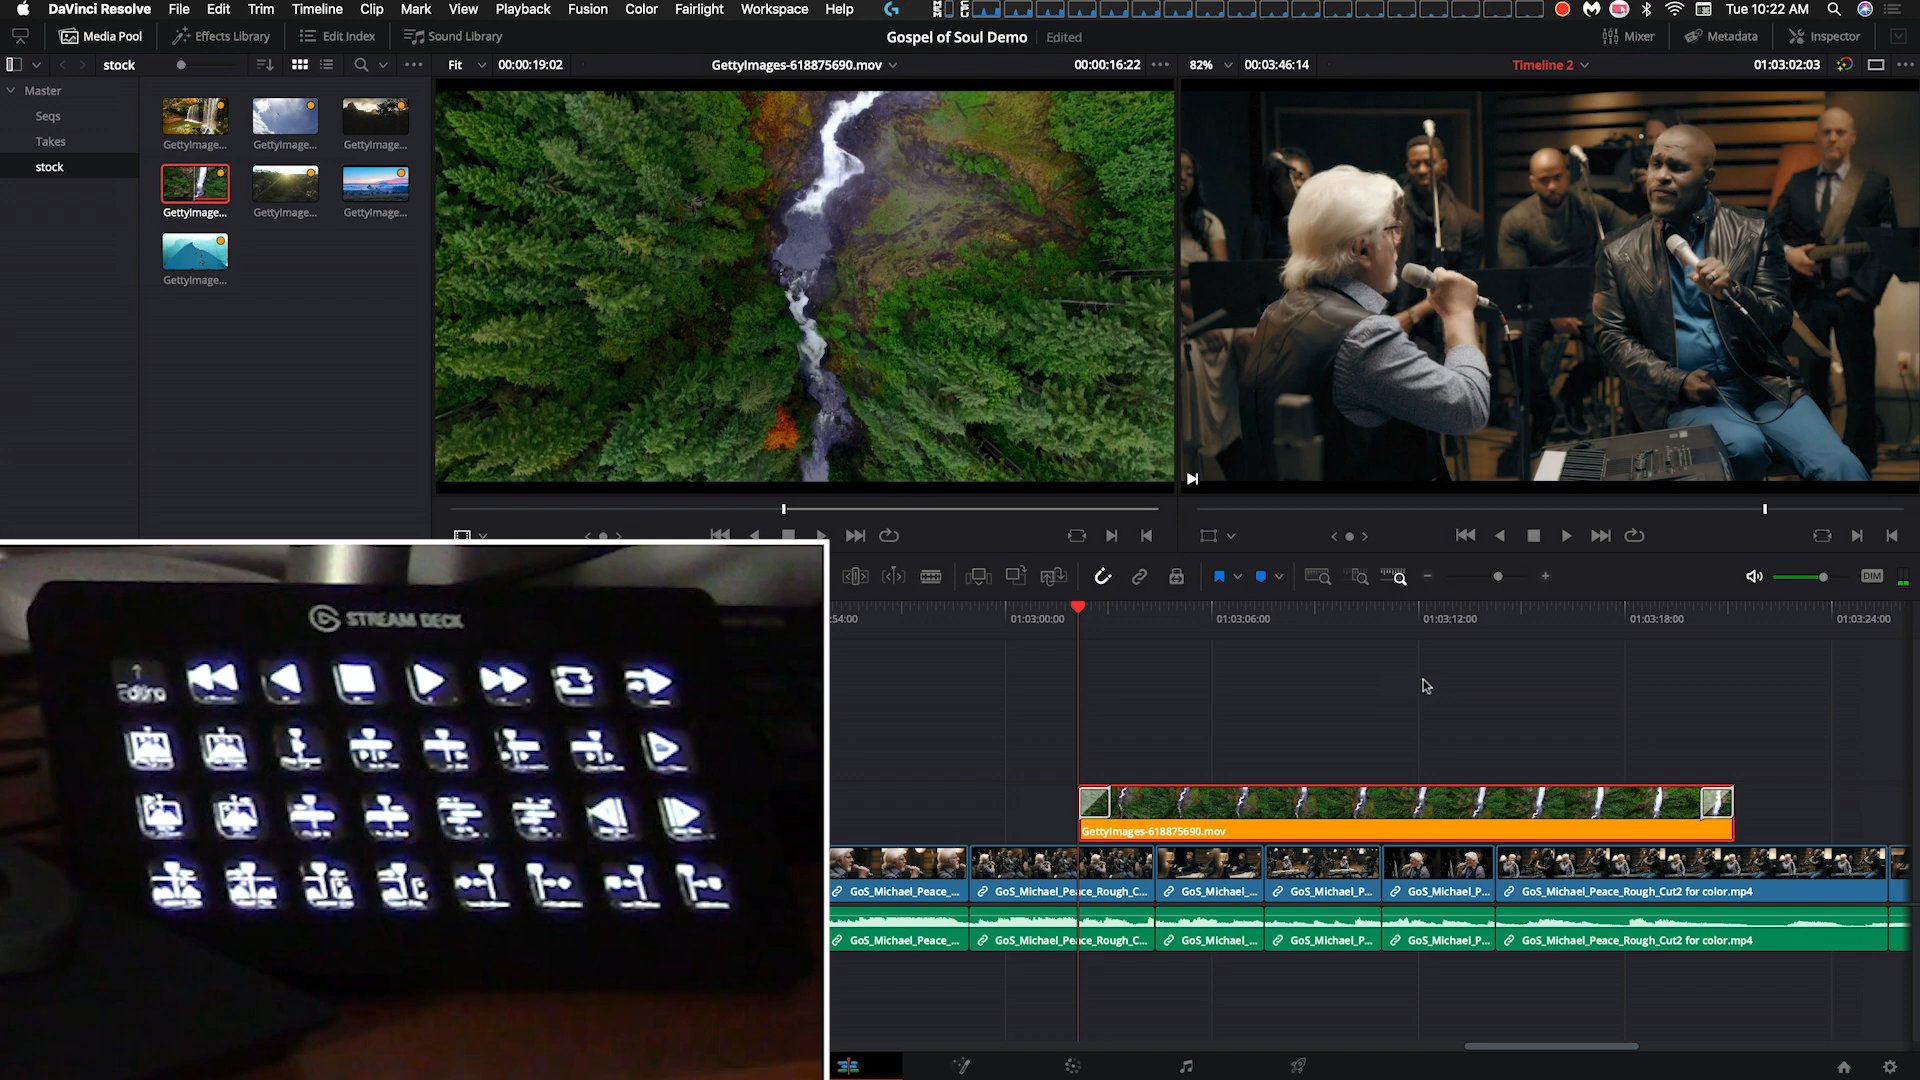 DaVinci Resolve File Edit Trim Timeline Clip Mark View Playback Fusion Color Fairlight Workspace Help Tue 10:22 AM
Media Pool Effects Library Edit Index Sound Library Gospel of Soul Demo Edited Mixer Metadata Inspector
stock Fit 00:00:19:02 GettyImages-618875690.mov 00:00:16:22 82% 00:03:46:14 Timeline 2 01:03:02:03
Master
Seqs
Takes
stock
GettyImage... GettyImage... GettyImage...
GettyImage... GettyImage... GettyImage...
GettyImage...
DIM
:54:00 01:03:00:00 01:03:06:00 01:03:12:00 01:03:18:00 01:03:24:00
STREAM DECK
GettyImages-618875690.mov
GoS_Michael_Peace_... GoS_Michael_Peace_Rough_C... GoS_Michael_... GoS_Michael_P... GoS_Michael_P... GoS_Michael_Peace_Rough_Cut2 for color.mp4
GoS_Michael_Peace_... GoS_Michael_Peace_Rough_C... GoS_Michael_... GoS_Michael_P... GoS_Michael_P... GoS_Michael_Peace_Rough_Cut2 for color.mp4